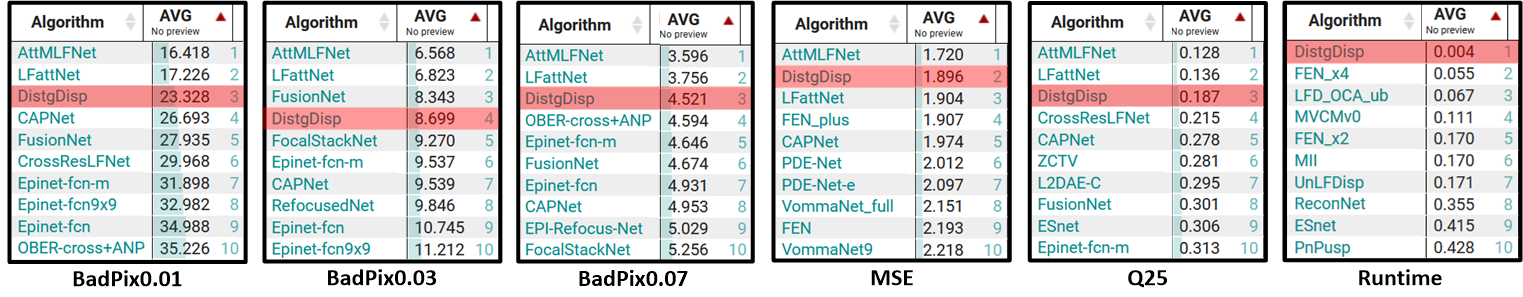 Algorithm AVG No preview
AttMLFNet 16.418 1
LFattNet 17.226 2
DistgDisp 23.328 3
CAPNet 26.693 4
FusionNet 27.935 5
CrossResLFNet 29.968 6
Epinet-fcn-m 31.898 7
Epinet-fcn9x9 32.982 8
Epinet-fcn 34.988 9
OBER-cross+ANP 35.226 10
BadPix0.01
Algorithm AVG No preview
AttMLFNet 6.568 1
LFattNet 6.823 2
FusionNet 8.343 3
DistgDisp 8.699 4
FocalStackNet 9.270 5
Epinet-fcn-m 9.537 6
CAPNet 9.539 7
RefocusedNet 9.846 8
Epinet-fcn 10.745 9
Epinet-fcn9x9 11.212 10
BadPix0.03
Algorithm AVG No preview
AttMLFNet 3.596 1
LFattNet 3.756 2
DistgDisp 4.521 3
OBER-cross+ANP 4.594 4
Epinet-fcn-m 4.646 5
FusionNet 4.674 6
Epinet-fcn 4.931 7
CAPNet 4.953 8
EPI-Refocus-Net 5.029 9
FocalStackNet 5.256 10
BadPix0.07
Algorithm AVG No preview
AttMLFNet 1.720 1
DistgDisp 1.896 2
LFattNet 1.904 3
FEN_plus 1.907 4
CAPNet 1.974 5
PDE-Net 2.012 6
PDE-Net-e 2.097 7
VommaNet_full 2.151 8
FEN 2.193 9
VommaNet9 2.218 10
MSE
Algorithm AVG No preview
AttMLFNet 0.128 1
LFattNet 0.136 2
DistgDisp 0.187 3
CrossResLFNet 0.215 4
CAPNet 0.278 5
ZCTV 0.281 6
L2DAE-C 0.295 7
FusionNet 0.301 8
ESnet 0.306 9
Epinet-fcn-m 0.313 10
Q25
Algorithm AVG No preview
DistgDisp 0.004 1
FEN_x4 0.055 2
LFD_OCA_ub 0.067 3
MVCMv0 0.111 4
FEN_x2 0.170 5
MII 0.170 6
UnLFDisp 0.171 7
ReconNet 0.355 8
ESnet 0.415 9
PnPusp 0.428 10
Runtime